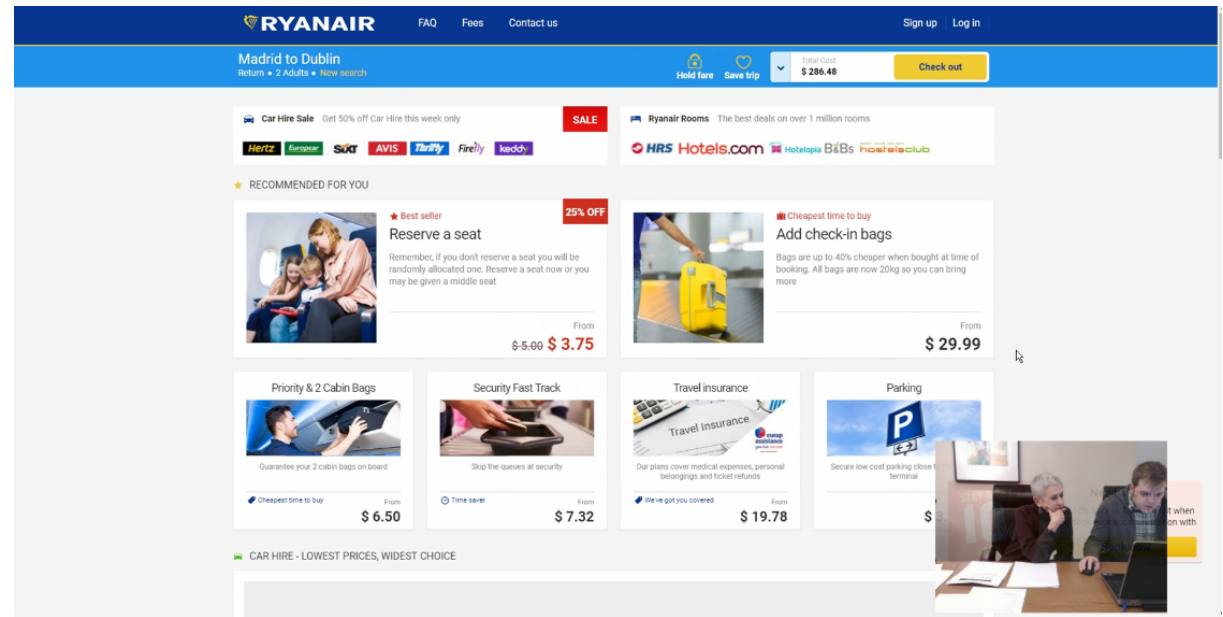 RYANAIR
FAQ Fees Contact us
Sign up Log in
Madrid to Dublin
Return • 2 Adults • New search
Hold fare Save trip
Total Cost
$ 286.48
Check out
Car Hire Sale Get 50% off Car Hire this week only
SALE
Hertz Europcar SIXT AVIS Thrifty Firefly keddy
Ryanair Rooms The best deals on over 1 million rooms
HRS Hotels.com Hotelopia B&Bs hostelsclub
RECOMMENDED FOR YOU
Best seller
25% OFF
Reserve a seat
Remember, if you don't reserve a seat you will be
randomly allocated one. Reserve a seat now or you
may be given a middle seat
From
$ 5.00 $ 3.75
Cheapest time to buy
Add check-in bags
Bags are up to 40% cheaper when bought at time of
booking. All bags are now 20kg so you can bring
more
From
$ 29.99
Priority & 2 Cabin Bags
Guarantee your 2 cabin bags on board
Cheapest time to buy
From
$ 6.50
Security Fast Track
Skip the queues at security
Time saver
From
$ 7.32
Travel insurance
Travel Insurance
europ
assistance
Our plans cover medical expenses, personal
belongings and ticket refunds
We've got you covered
From
$ 19.78
Parking
P
Secure low cost parking close
terminal
$ 3
it when
on with
CAR HIRE - LOWEST PRICES, WIDEST CHOICE